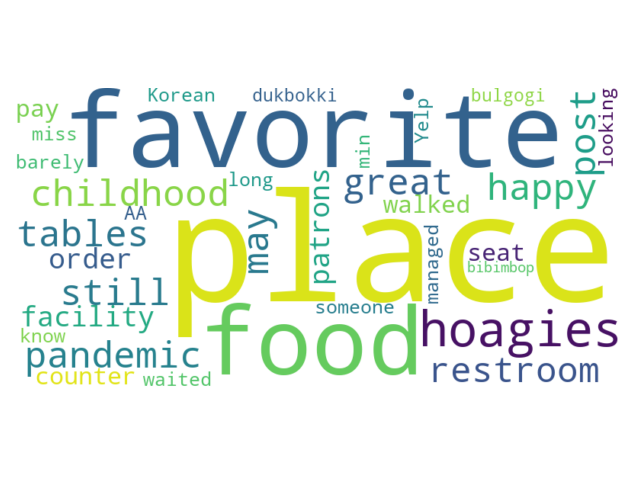 favorite
place
food
hoagies
Korean
dukbokki
bulgogi
pay
miss
barely
Yelp
min
post
looking
childhood
long
great
happy
AA
may
patrons
walked
tables
order
managed
seat
bibimbop
still
someone
facility
know
pandemic
restroom
counter
waited